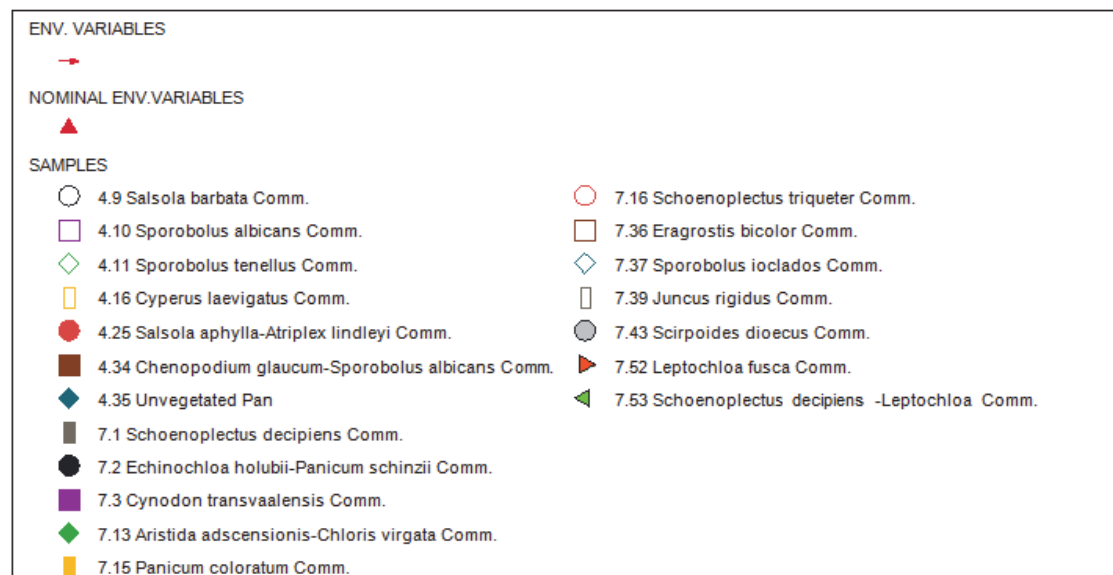 ENV. VARIABLES
NOMINAL ENV.VARIABLES
SAMPLES
4.9 Salsola barbata Comm.
4.10 Sporobolus albicans Comm.
4.11 Sporobolus tenellus Comm.
4.16 Cyperus laevigatus Comm.
4.25 Salsola aphylla-Atriplex lindleyi Comm.
4.34 Chenopodium glaucum-Sporobolus albicans Comm.
4.35 Unvegetated Pan
7.1 Schoenoplectus decipiens Comm.
7.2 Echinochloa holubii-Panicum schinzii Comm.
7.3 Cynodon transvaalensis Comm.
7.13 Aristida adscensionis-Chloris virgata Comm.
7.15 Panicum coloratum Comm.
7.16 Schoenoplectus triqueter Comm.
7.36 Eragrostis bicolor Comm.
7.37 Sporobolus ioclados Comm.
7.39 Juncus rigidus Comm.
7.43 Scirpoides dioecus Comm.
7.52 Leptochloa fusca Comm.
7.53 Schoenoplectus decipiens -Leptochloa Comm.